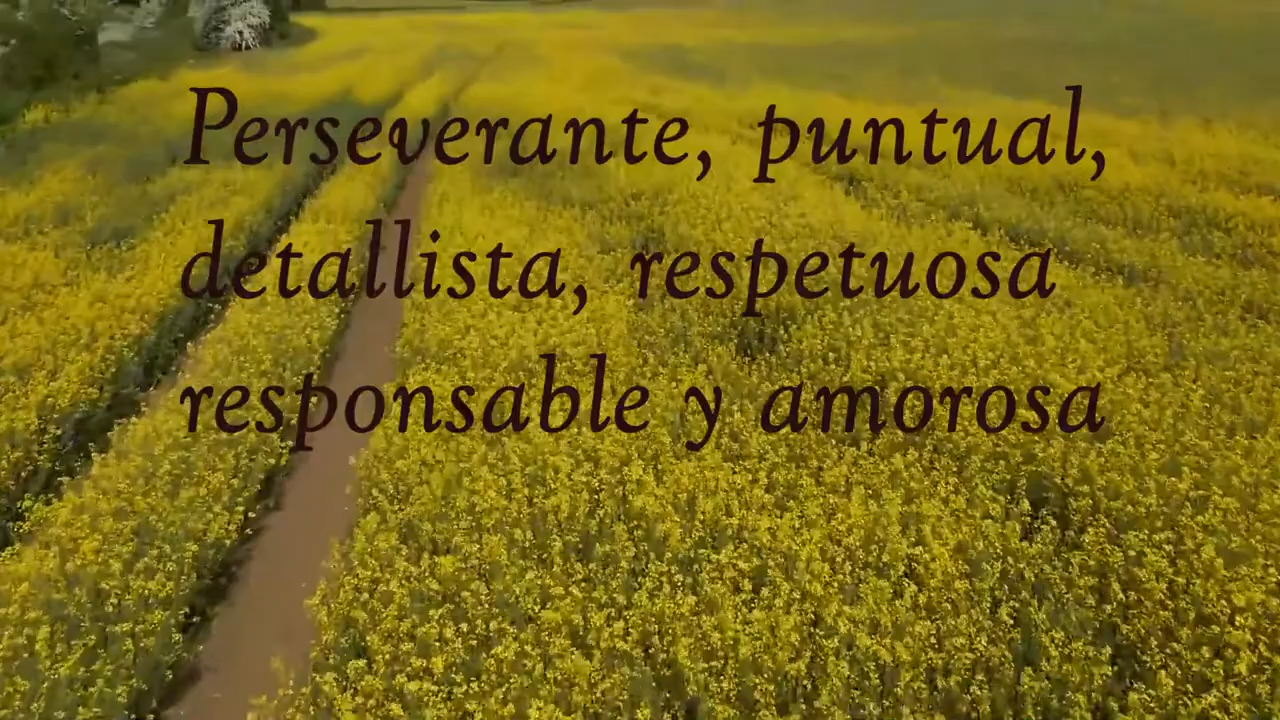 Perseverante, puntual,
detallista, respetuosa
responsable y amorosa